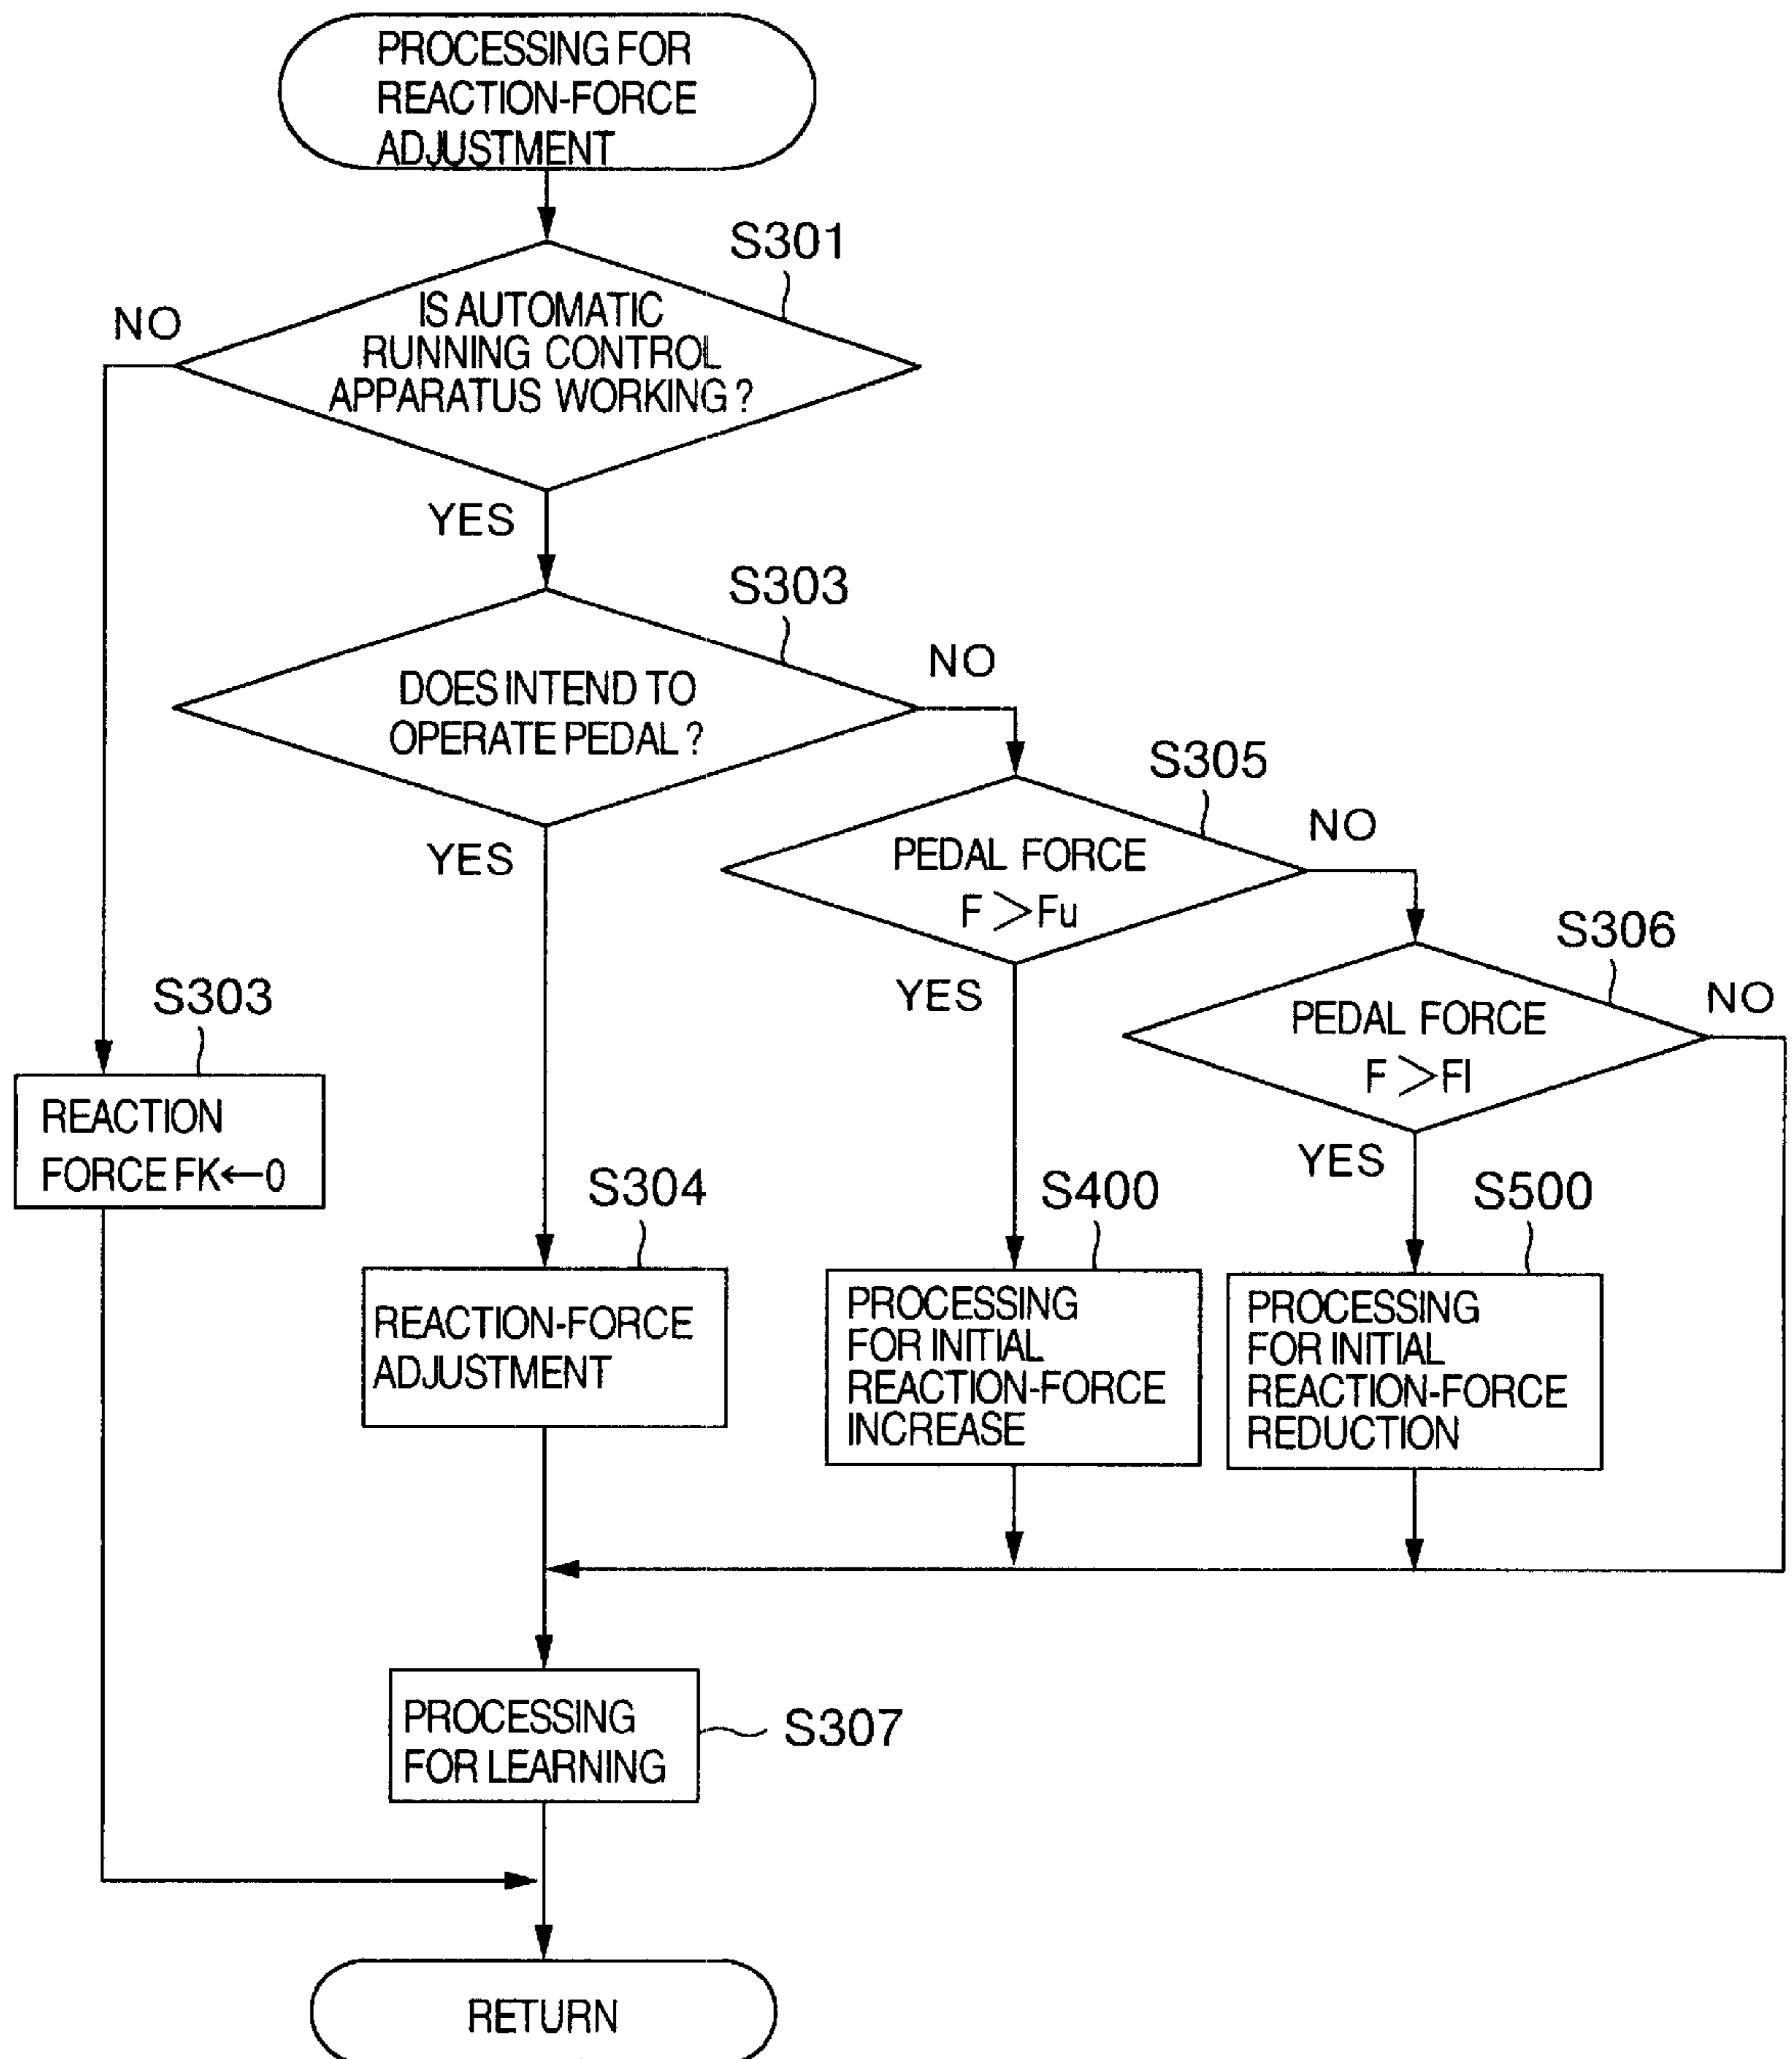 PROCESSING FOR
REACTION-FORCE
ADJUSTMENT
S301
NO
IS AUTOMATIC
RUNNING CONTROL
APPARATUS WORKING ?
YES
S303
NO
DOES INTEND TO
OPERATE PEDAL ?
YES
S305
NO
PEDAL FORCE
F >Fu
YES
S306
NO
PEDAL FORCE
F >Fl
YES
S303
REACTION
FORCE FK←0
S304
REACTION-FORCE
ADJUSTMENT
S400
PROCESSING
FOR INITIAL
REACTION-FORCE
INCREASE
S500
PROCESSING
FOR INITIAL
REACTION-FORCE
REDUCTION
PROCESSING
FOR LEARNING
S307
RETURN